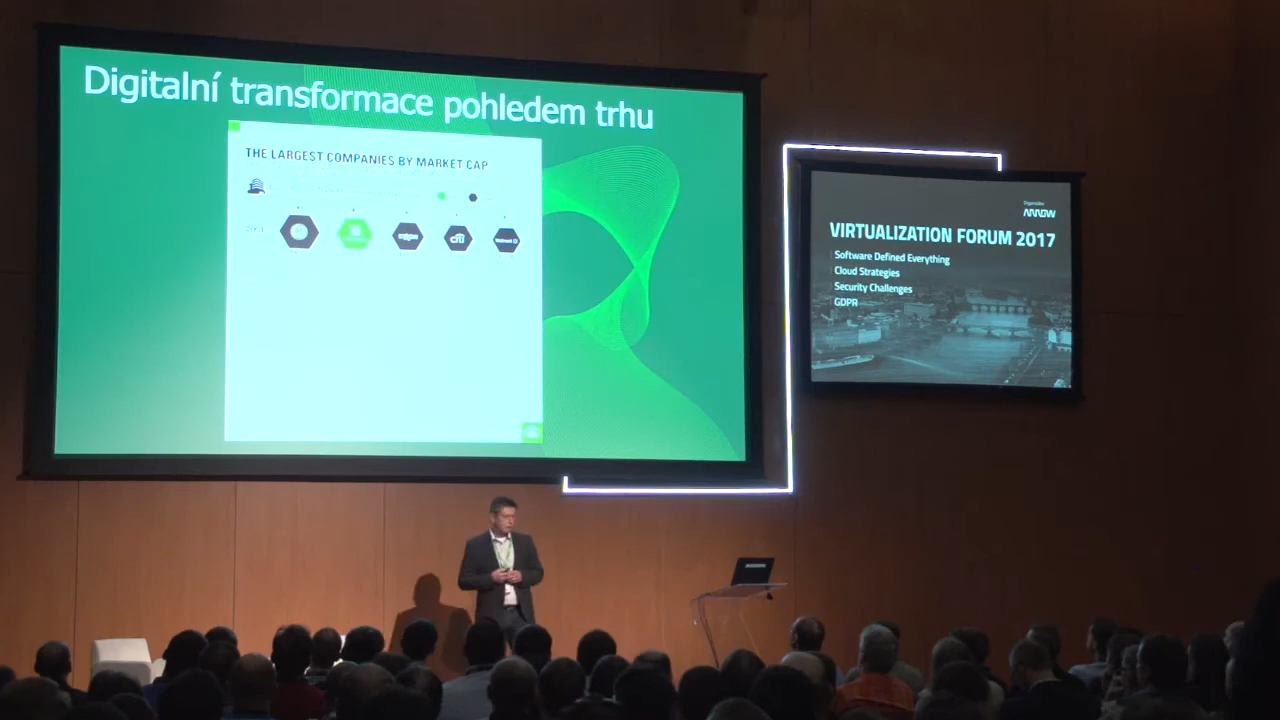 Digitalní transformace pohledem trhu
THE LARGEST COMPANIES BY MARKET CAP
citi
Walmart
ARROW
VIRTUALIZATION FORUM 2017
Software Defined Everything
Cloud Strategies
Security Challenges
GDPR